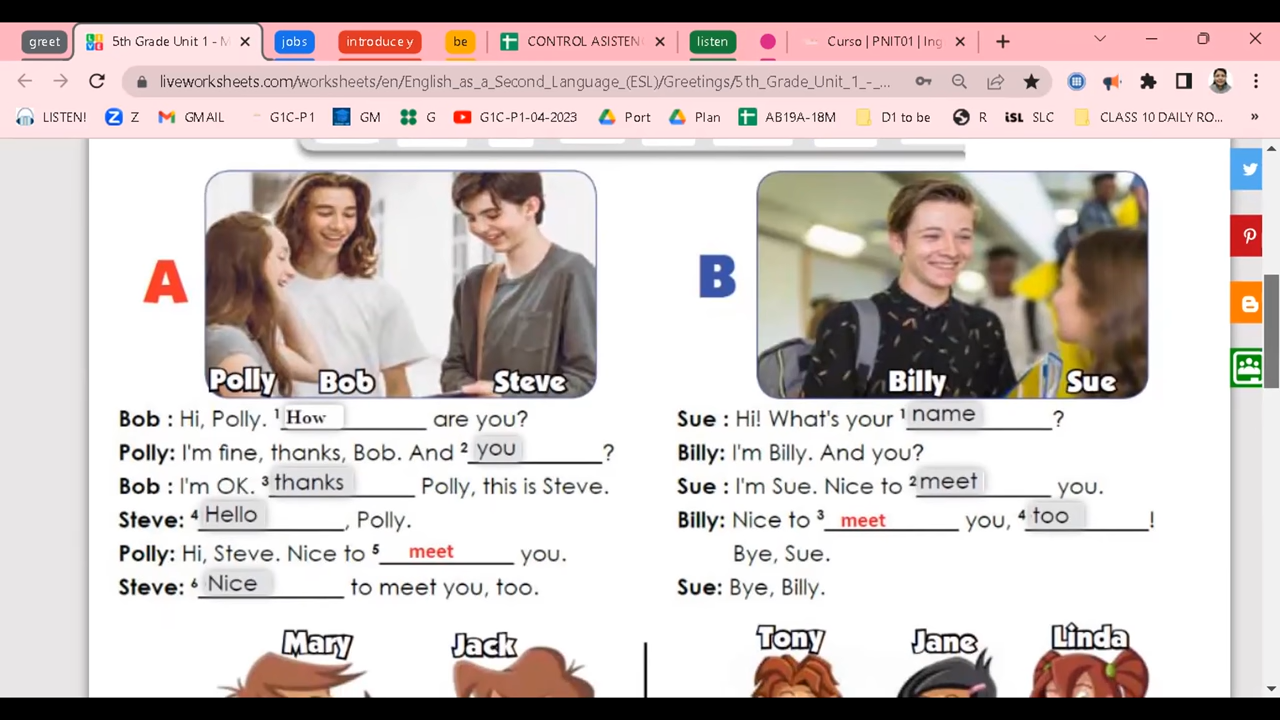 greet
5th Grade Unit 1 - M
jobs
introduce y
be
CONTROL ASISTEN
listen
Curso | PNIT01 | Ing
liveworksheets.com/worksheets/en/English_as_a_Second_Language_(ESL)/Greetings/5th_Grade_Unit_1_-_...
LISTEN!
Z
GMAIL
G1C-P1
GM
G
G1C-P1-04-2023
Port
Plan
AB19A-18M
D1 to be
R
SLC
CLASS 10 DAILY RO...
»
A
Polly Bob Steve
Bob : Hi, Polly. 1 How are you?
Polly: I'm fine, thanks, Bob. And 2 you ?
Bob : I'm OK. 3 thanks Polly, this is Steve.
Steve: 4 Hello, Polly.
Polly: Hi, Steve. Nice to 5 meet you.
Steve: 6 Nice to meet you, too.
B
Billy Sue
Sue : Hi! What's your 1 name ?
Billy: I'm Billy. And you?
Sue : I'm Sue. Nice to 2 meet you.
Billy: Nice to 3 meet you, 4 too !
Bye, Sue.
Sue: Bye, Billy.
Mary Jack
Tony Jane Linda